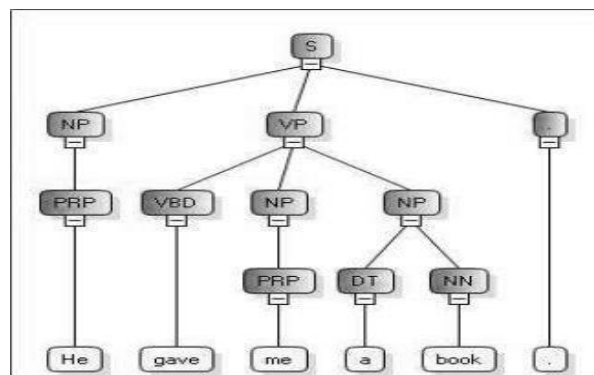 S
NP VP .
PRP VBD NP NP
PRP DT NN
He gave me a book .